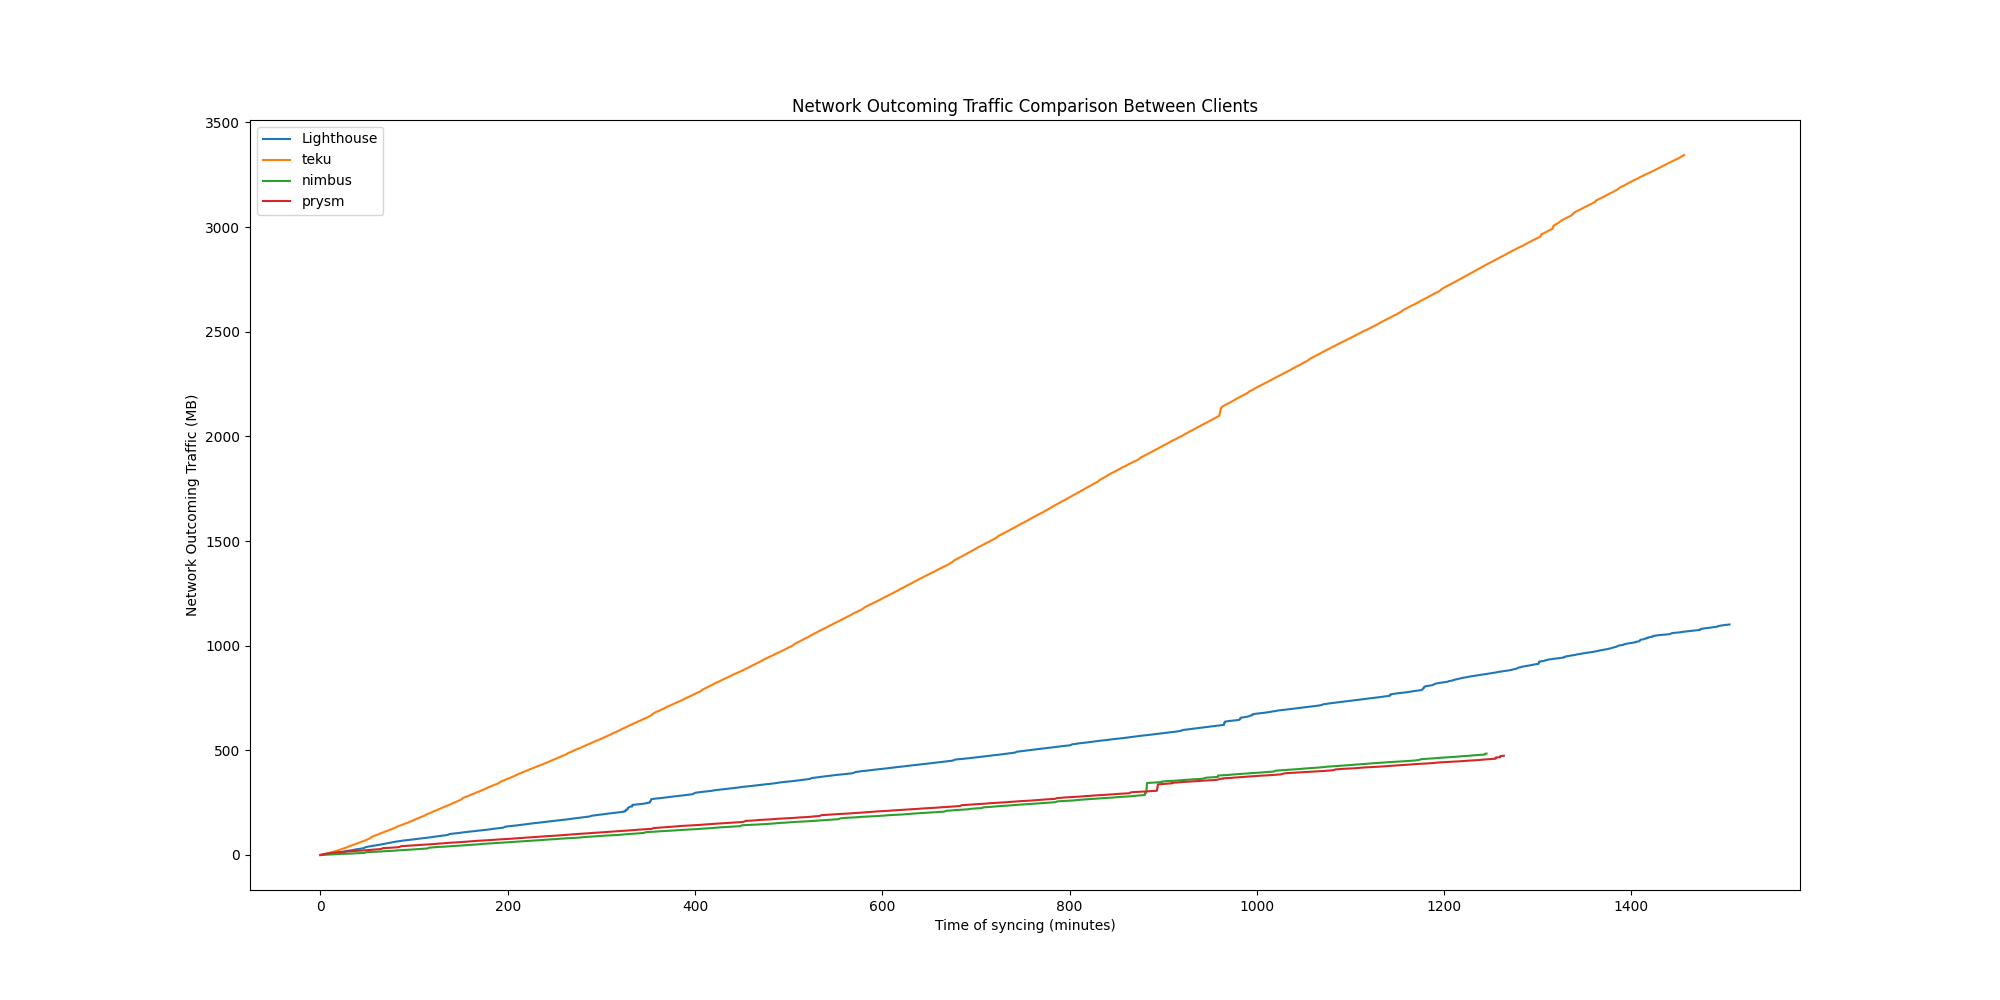 Network Outcoming Traffic Comparison Between Clients
3500
3000
2500
2000
1500
1000
500
0
Network Outcoming Traffic (MB)
Lighthouse
teku
nimbus
prysm
0 200 400 600 800 1000 1200 1400
Time of syncing (minutes)